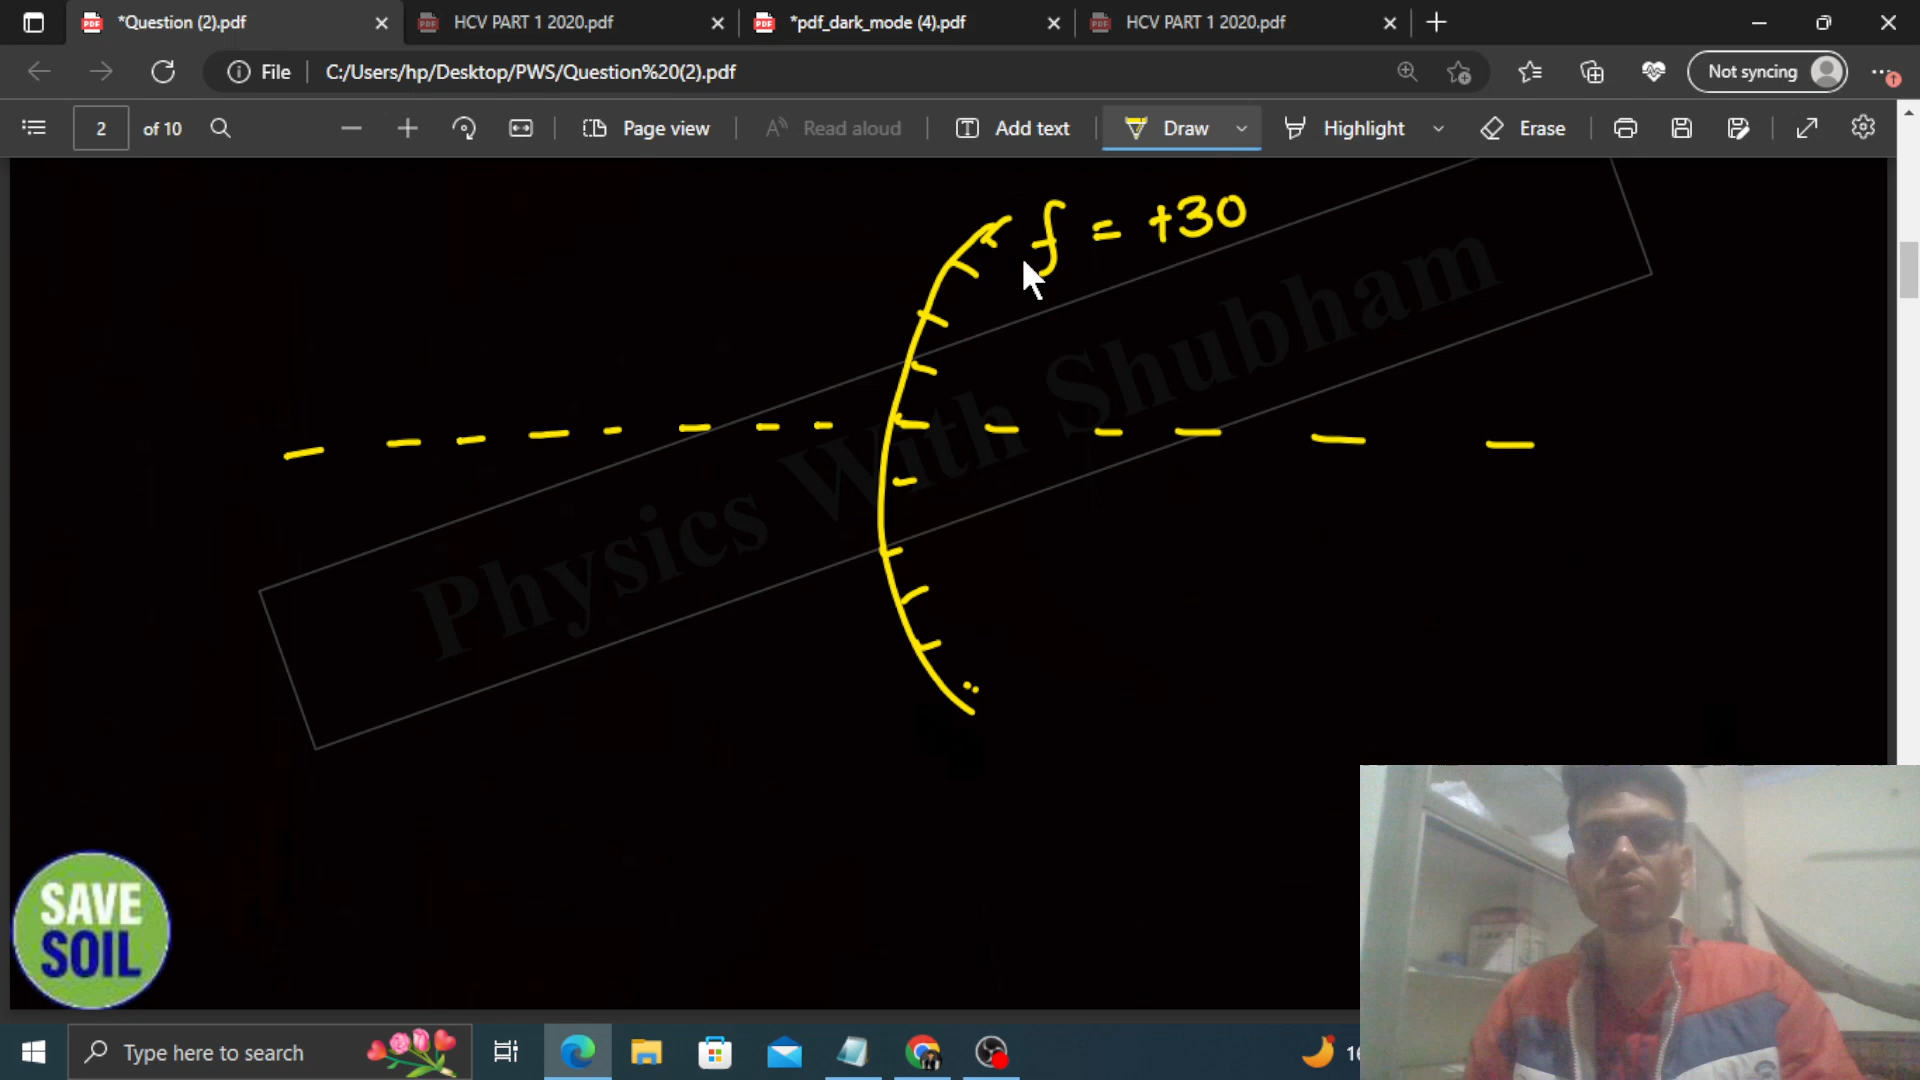 *Question (2).pdf
HCV PART 1 2020.pdf
*pdf_dark_mode (4).pdf
HCV PART 1 2020.pdf
File
C:/Users/hp/Desktop/PWS/Question%20(2).pdf
Not syncing
2
of 10
Page view
Read aloud
Add text
Draw
Highlight
Erase
f = +30
Physics With Shubham
SAVE
SOIL
Type here to search